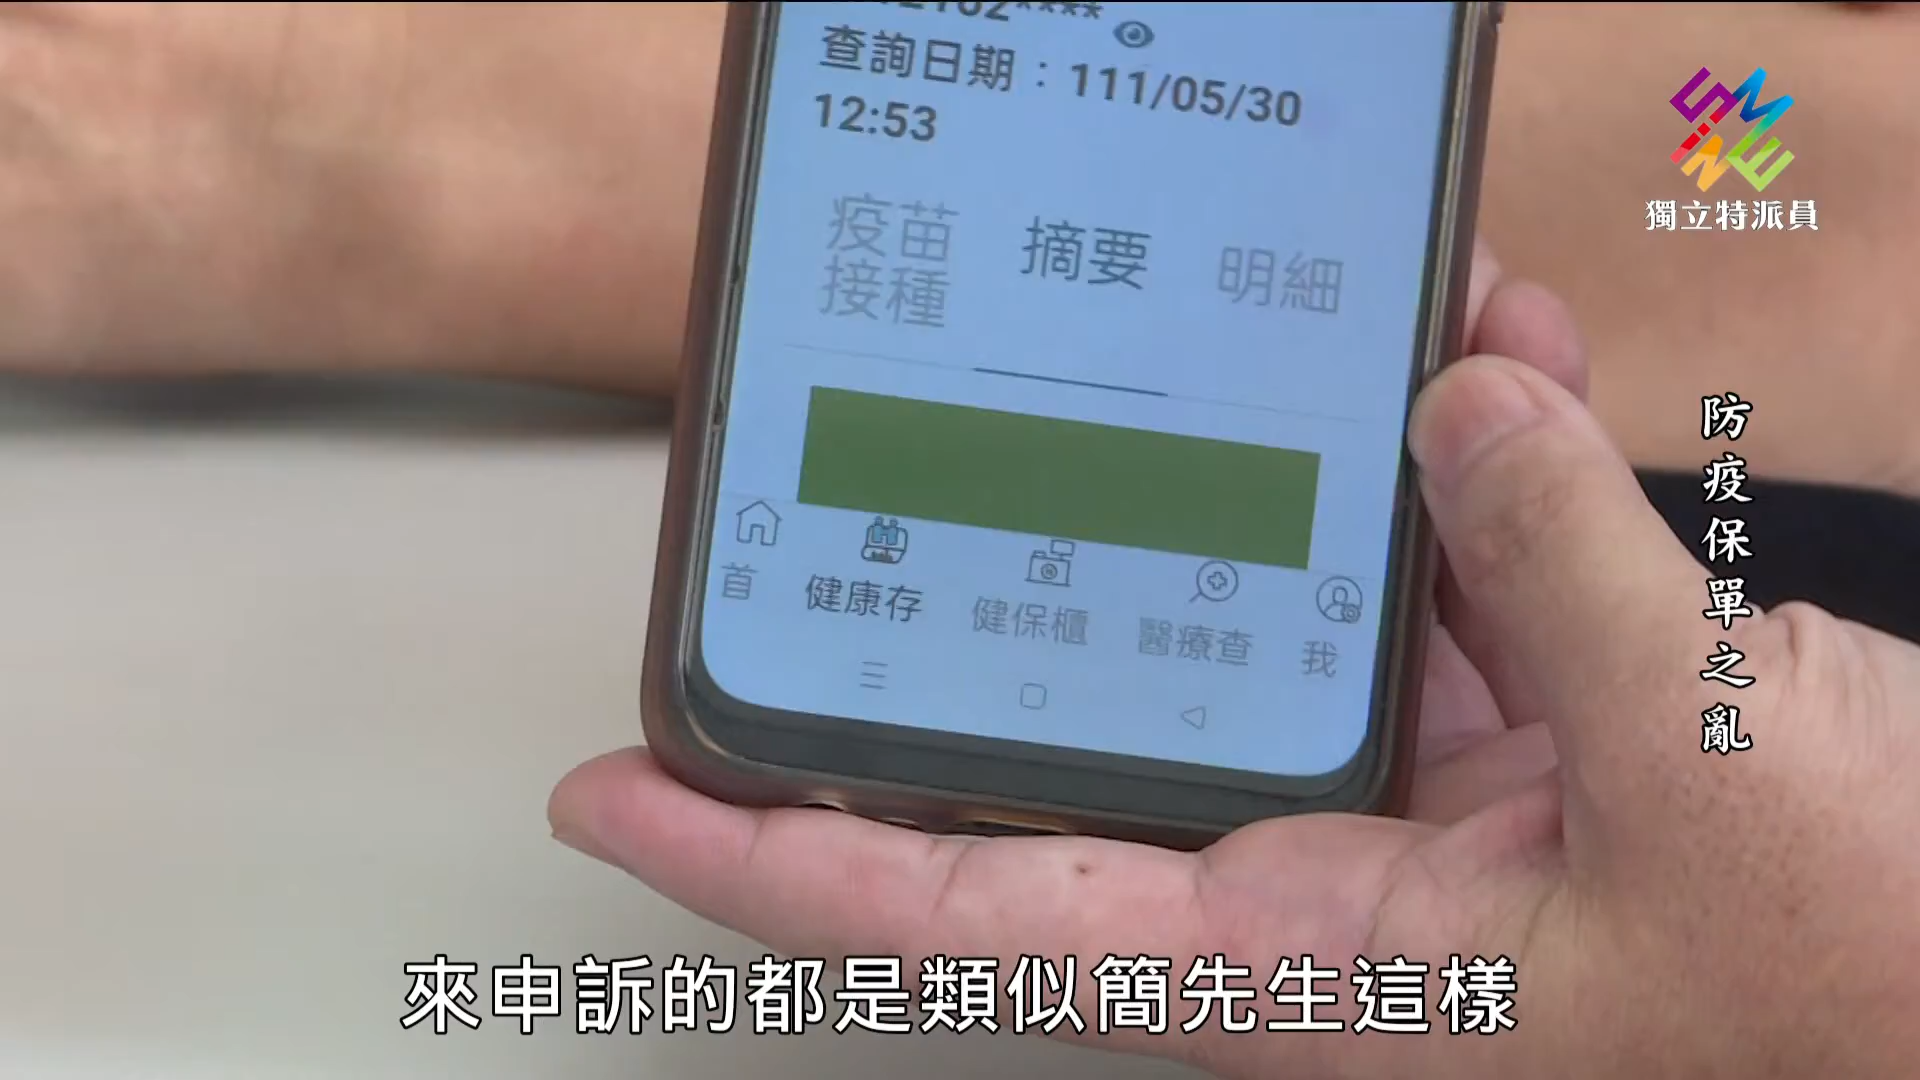 查詢日期：111/05/30
12:53
疫苗
接種
摘要
明細
首
健康存
健保櫃
醫療查
我
獨立特派員
防疫保單之亂
來申訴的都是類似簡先生這樣